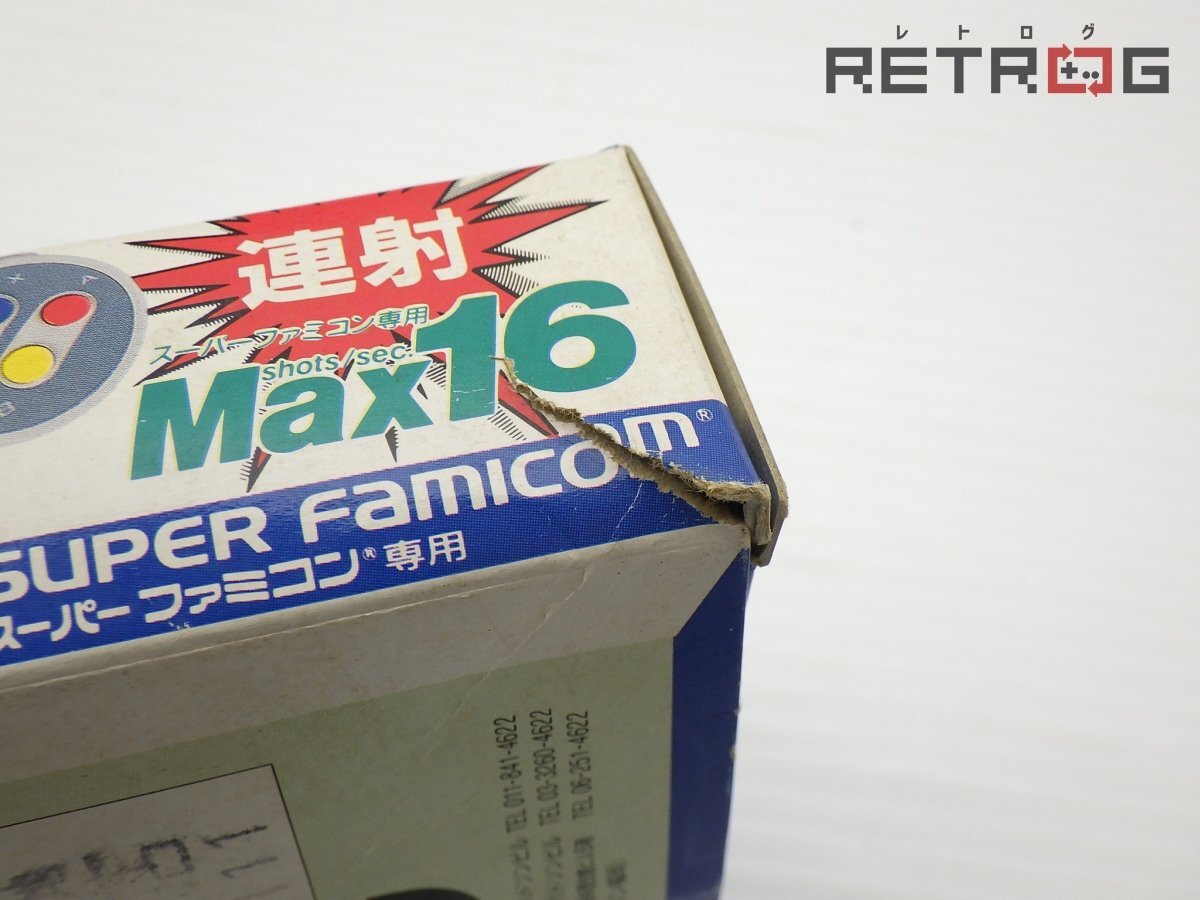 レトログ
RETROG
連射
スーパーファミコン専用
shots/sec.
Max16
X
A
SUPER FAMICOM®
スーパーファミコン®専用
TEL 011-841-4622
TEL 03-3260-4622
TEL 06-251-4622